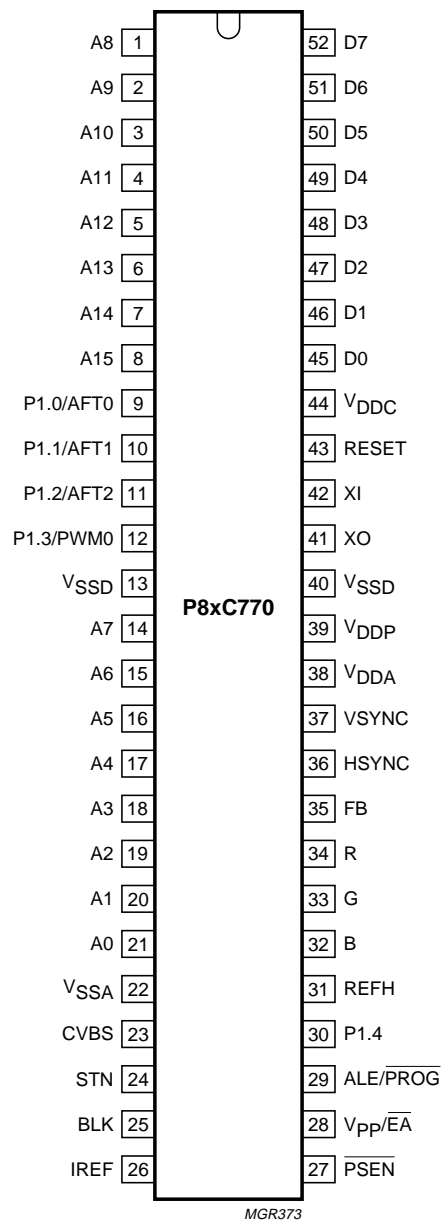 A8 1 52 D7
A9 2 51 D6
A10 3 50 D5
A11 4 49 D4
A12 5 48 D3
A13 6 47 D2
A14 7 46 D1
A15 8 45 D0
P1.0/AFT0 9 44 VDDC
P1.1/AFT1 10 43 RESET
P1.2/AFT2 11 42 XI
P1.3/PWM0 12 41 XO
VSSD 13 40 VSSD
P8xC770
A7 14 39 VDDP
A6 15 38 VDDA
A5 16 37 VSYNC
A4 17 36 HSYNC
A3 18 35 FB
A2 19 34 R
A1 20 33 G
A0 21 32 B
VSSA 22 31 REFH
CVBS 23 30 P1.4
STN 24 29 ALE/PROG
BLK 25 28 VPP/EA
IREF 26 27 PSEN
MGR373